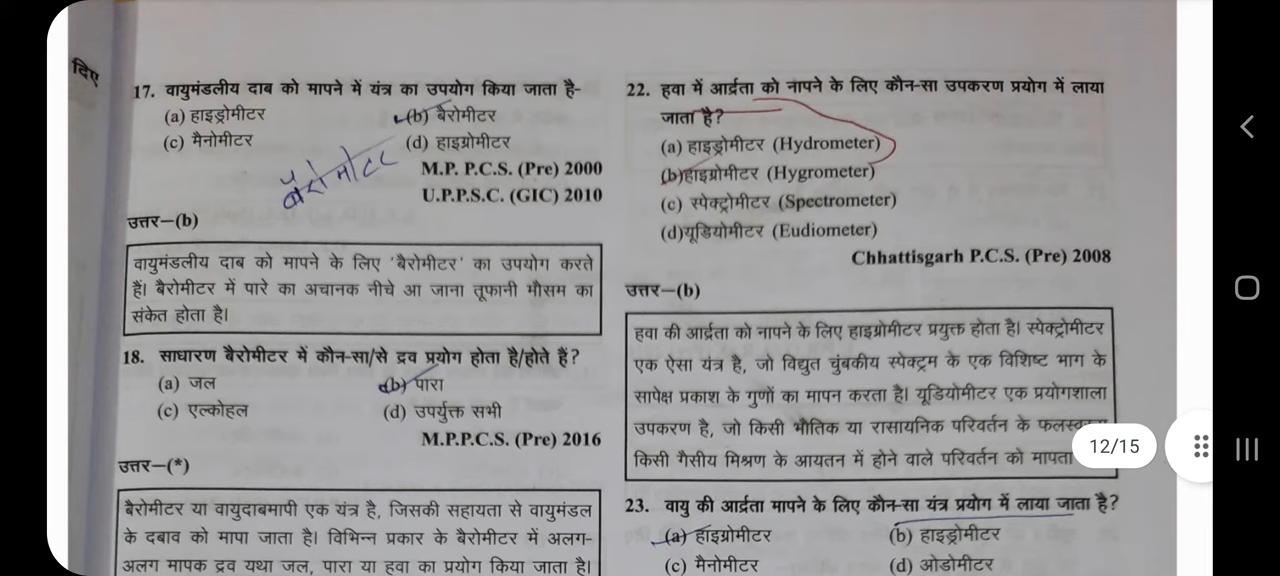 दिए
17. वायुमंडलीय दाब को मापने में यंत्र का उपयोग किया जाता है-
(a) हाइड्रोमीटर (b) बैरोमीटर
(c) मैनोमीटर (d) हाइग्रोमीटर
बैरोमीटर
M.P. P.C.S. (Pre) 2000
U.P.P.S.C. (GIC) 2010
उत्तर–(b)
वायुमंडलीय दाब को मापने के लिए 'बैरोमीटर' का उपयोग करते
हैं। बैरोमीटर में पारे का अचानक नीचे आ जाना तूफानी मौसम का
संकेत होता है।
18. साधारण बैरोमीटर में कौन-सा/से द्रव प्रयोग होता है/होते हैं?
(a) जल (b) पारा
(c) एल्कोहल (d) उपर्युक्त सभी
M.P.P.C.S. (Pre) 2016
उत्तर–(*)
बैरोमीटर या वायुदाबमापी एक यंत्र है, जिसकी सहायता से वायुमंडल
के दबाव को मापा जाता है। विभिन्न प्रकार के बैरोमीटर में अलग-
अलग मापक द्रव यथा जल, पारा या हवा का प्रयोग किया जाता है।
22. हवा में आर्द्रता को नापने के लिए कौन-सा उपकरण प्रयोग में लाया
जाता है?
(a) हाइड्रोमीटर (Hydrometer)
(b)हाइग्रोमीटर (Hygrometer)
(c) स्पेक्ट्रोमीटर (Spectrometer)
(d)यूडियोमीटर (Eudiometer)
Chhattisgarh P.C.S. (Pre) 2008
उत्तर–(b)
हवा की आर्द्रता को नापने के लिए हाइग्रोमीटर प्रयुक्त होता है। स्पेक्ट्रोमीटर
एक ऐसा यंत्र है, जो विद्युत चुंबकीय स्पेक्ट्रम के एक विशिष्ट भाग के
सापेक्ष प्रकाश के गुणों का मापन करता है। यूडियोमीटर एक प्रयोगशाला
उपकरण है, जो किसी भौतिक या रासायनिक परिवर्तन के
किसी गैसीय मिश्रण के आयतन में होने वाले परिवर्तन को मापता
12/15
23. वायु की आर्द्रता मापने के लिए कौन-सा यंत्र प्रयोग में लाया जाता है?
(a) हाइग्रोमीटर (b) हाइड्रोमीटर
(c) मैनोमीटर (d) ओडोमीटर